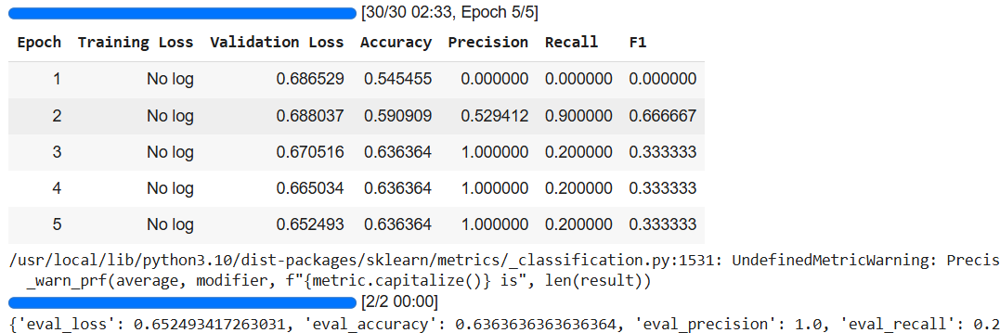 [30/30 02:33, Epoch 5/5]
Epoch Training Loss Validation Loss Accuracy Precision Recall F1
1 No log 0.686529 0.545455 0.000000 0.000000 0.000000
2 No log 0.688037 0.590909 0.529412 0.900000 0.666667
3 No log 0.670516 0.636364 1.000000 0.200000 0.333333
4 No log 0.665034 0.636364 1.000000 0.200000 0.333333
5 No log 0.652493 0.636364 1.000000 0.200000 0.333333
/usr/local/lib/python3.10/dist-packages/sklearn/metrics/_classification.py:1531: UndefinedMetricWarning: Precis
_warn_prf(average, modifier, f"{metric.capitalize()} is", len(result))
[2/2 00:00]
{'eval_loss': 0.652493417263031, 'eval_accuracy': 0.6363636363636364, 'eval_precision': 1.0, 'eval_recall': 0.2